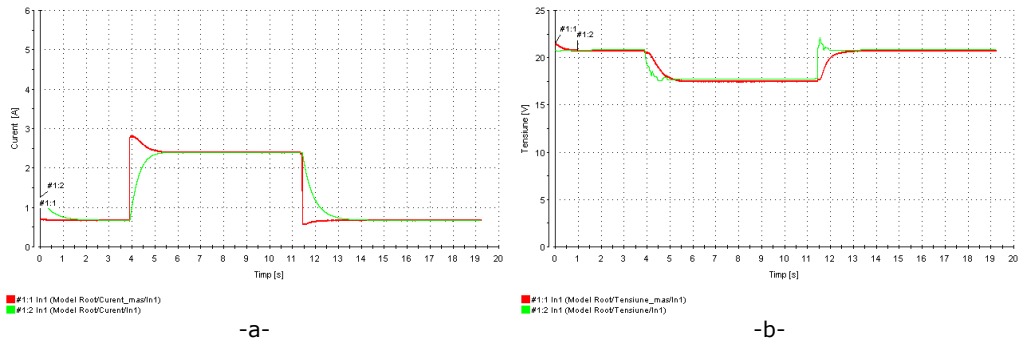 6
5
4
3
2
1
0
Curent [A]
#1:2
#1:1
0 1 2 3 4 5 6 7 8 9 10 11 12 13 14 15 16 17 18 19 20
Timp [s]
#1:1 In1 (Model Root/Curent_mas/In1)
#1:2 In1 (Model Root/Curent/In1)
-a-
25
20
15
10
5
0
Tensiune [V]
#1:1
#1:2
0 1 2 3 4 5 6 7 8 9 10 11 12 13 14 15 16 17 18 19 20
Timp [s]
#1:1 In1 (Model Root/Tensiune_mas/In1)
#1:2 In1 (Model Root/Tensiune/In1)
-b-